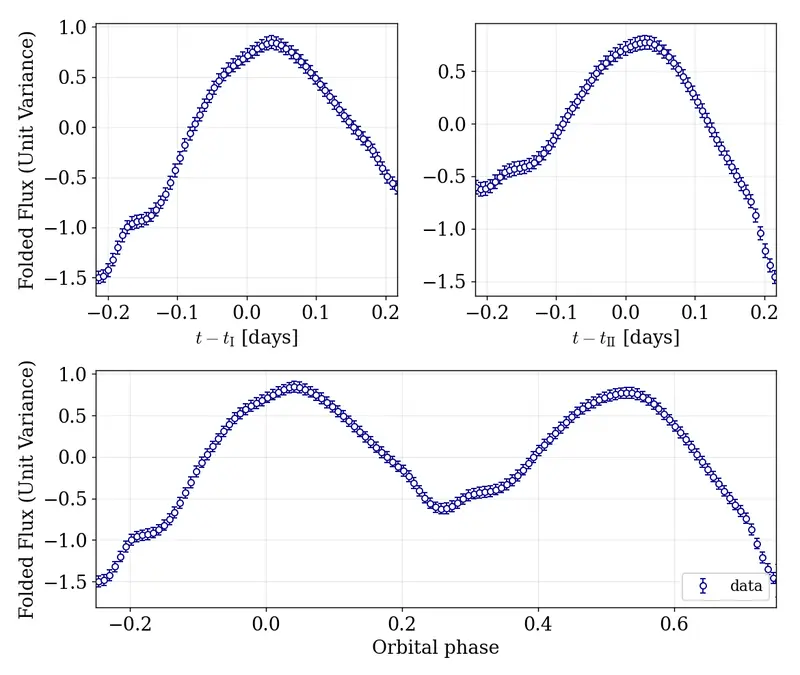 Folded Flux (Unit Variance)
1.0
0.5
0.0
−0.5
−1.0
−1.5
−0.2 −0.1 0.0 0.1 0.2
t − tI [days]
0.5
0.0
−0.5
−1.0
−1.5
−0.2 −0.1 0.0 0.1 0.2
t − tII [days]
Folded Flux (Unit Variance)
1.0
0.5
0.0
−0.5
−1.0
−1.5
data
−0.2 0.0 0.2 0.4 0.6
Orbital phase